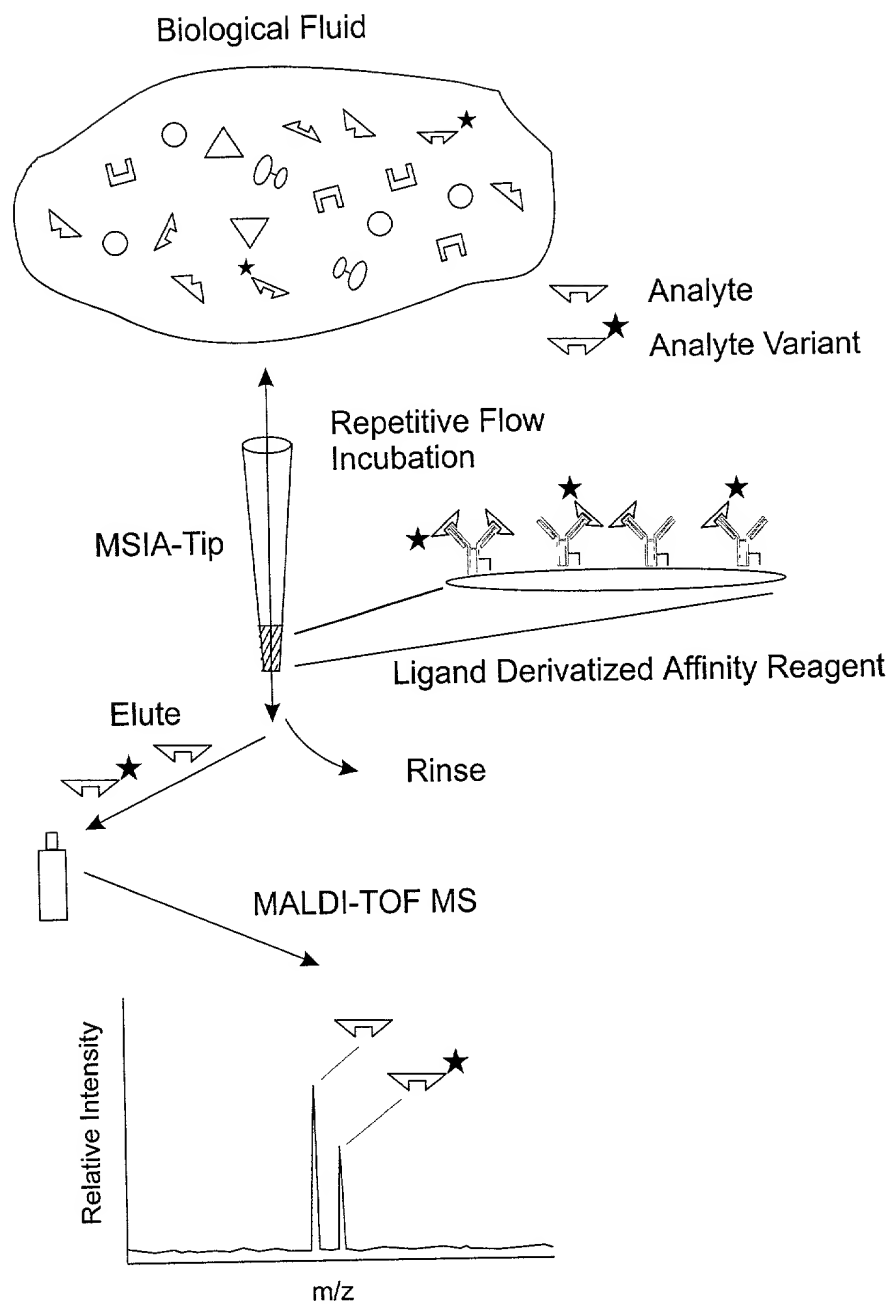 Biological Fluid
Analyte
Analyte Variant
Repetitive Flow
Incubation
MSIA-Tip
Ligand Derivatized Affinity Reagent
Elute
Rinse
MALDI-TOF MS
Relative Intensity
m/z